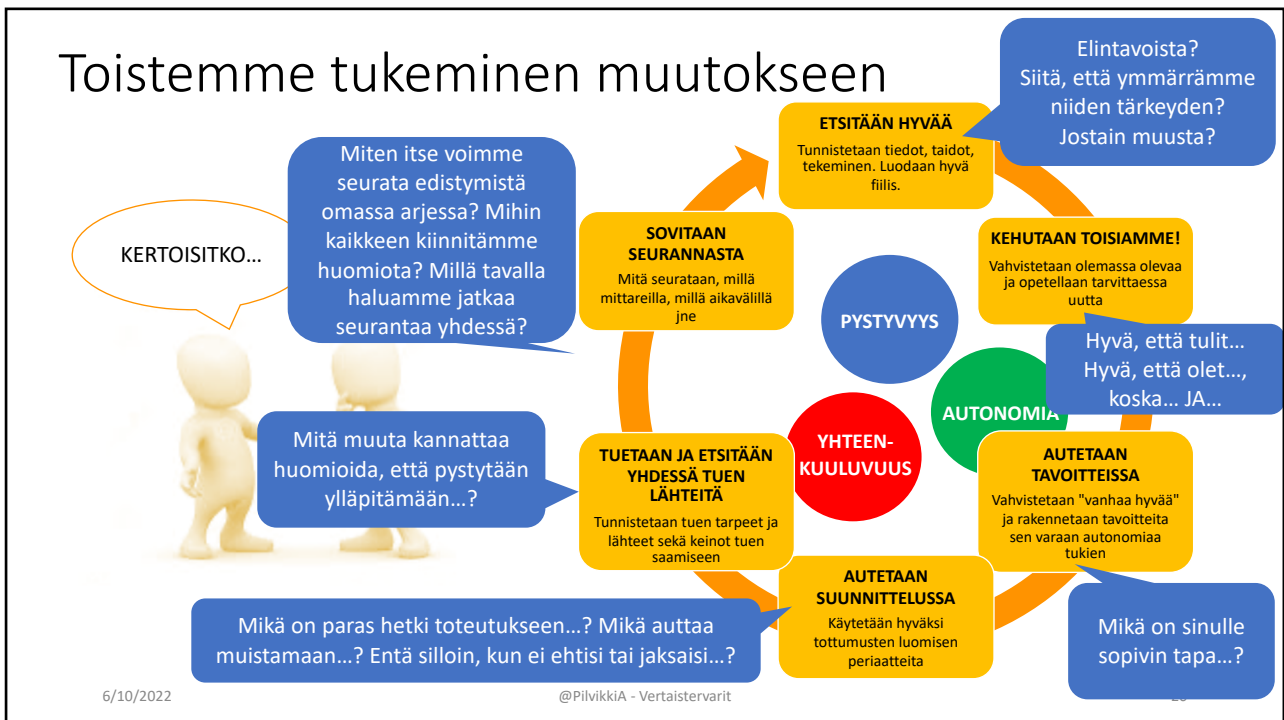 Toistemme tukeminen muutokseen
Elintavoista?
Siitä, että ymmärrämme
niiden tärkeyden?
Jostain muusta?
ETSITÄÄN HYVÄÄ
Tunnistetaan tiedot, taidot,
tekeminen. Luodaan hyvä
fiilis.
KEHUTAAN TOISIAMME!
Vahvistetaan olemassa olevaa
ja opetellaan tarvittaessa
uutta
Hyvä, että tulit…
Hyvä, että olet…,
koska… JA…
AUTETAAN
TAVOITTEISSA
Vahvistetaan "vanhaa hyvää"
ja rakennetaan tavoitteita
sen varaan autonomiaa
tukien
Mikä on sinulle
sopivin tapa…?
AUTETAAN
SUUNNITTELUSSA
Käytetään hyväksi
tottumusten luomisen
periaatteita
Mikä on paras hetki toteutukseen…? Mikä auttaa
muistamaan…? Entä silloin, kun ei ehtisi tai jaksaisi…?
TUETAAN JA ETSITÄÄN
YHDESSÄ TUEN
LÄHTEITÄ
Tunnistetaan tuen tarpeet ja
lähteet sekä keinot tuen
saamiseen
Mitä muuta kannattaa
huomioida, että pystytään
ylläpitämään…?
SOVITAAN
SEURANNASTA
Mitä seurataan, millä
mittareilla, millä aikavälillä
jne
Miten itse voimme
seurata edistymistä
omassa arjessa? Mihin
kaikkeen kiinnitämme
huomiota? Millä tavalla
haluamme jatkaa
seurantaa yhdessä?
KERTOISITKO…
PYSTYVYYS
AUTONOMIA
YHTEEN-
KUULUVUUS
6/10/2022
@PilvikkiA - Vertaistervarit